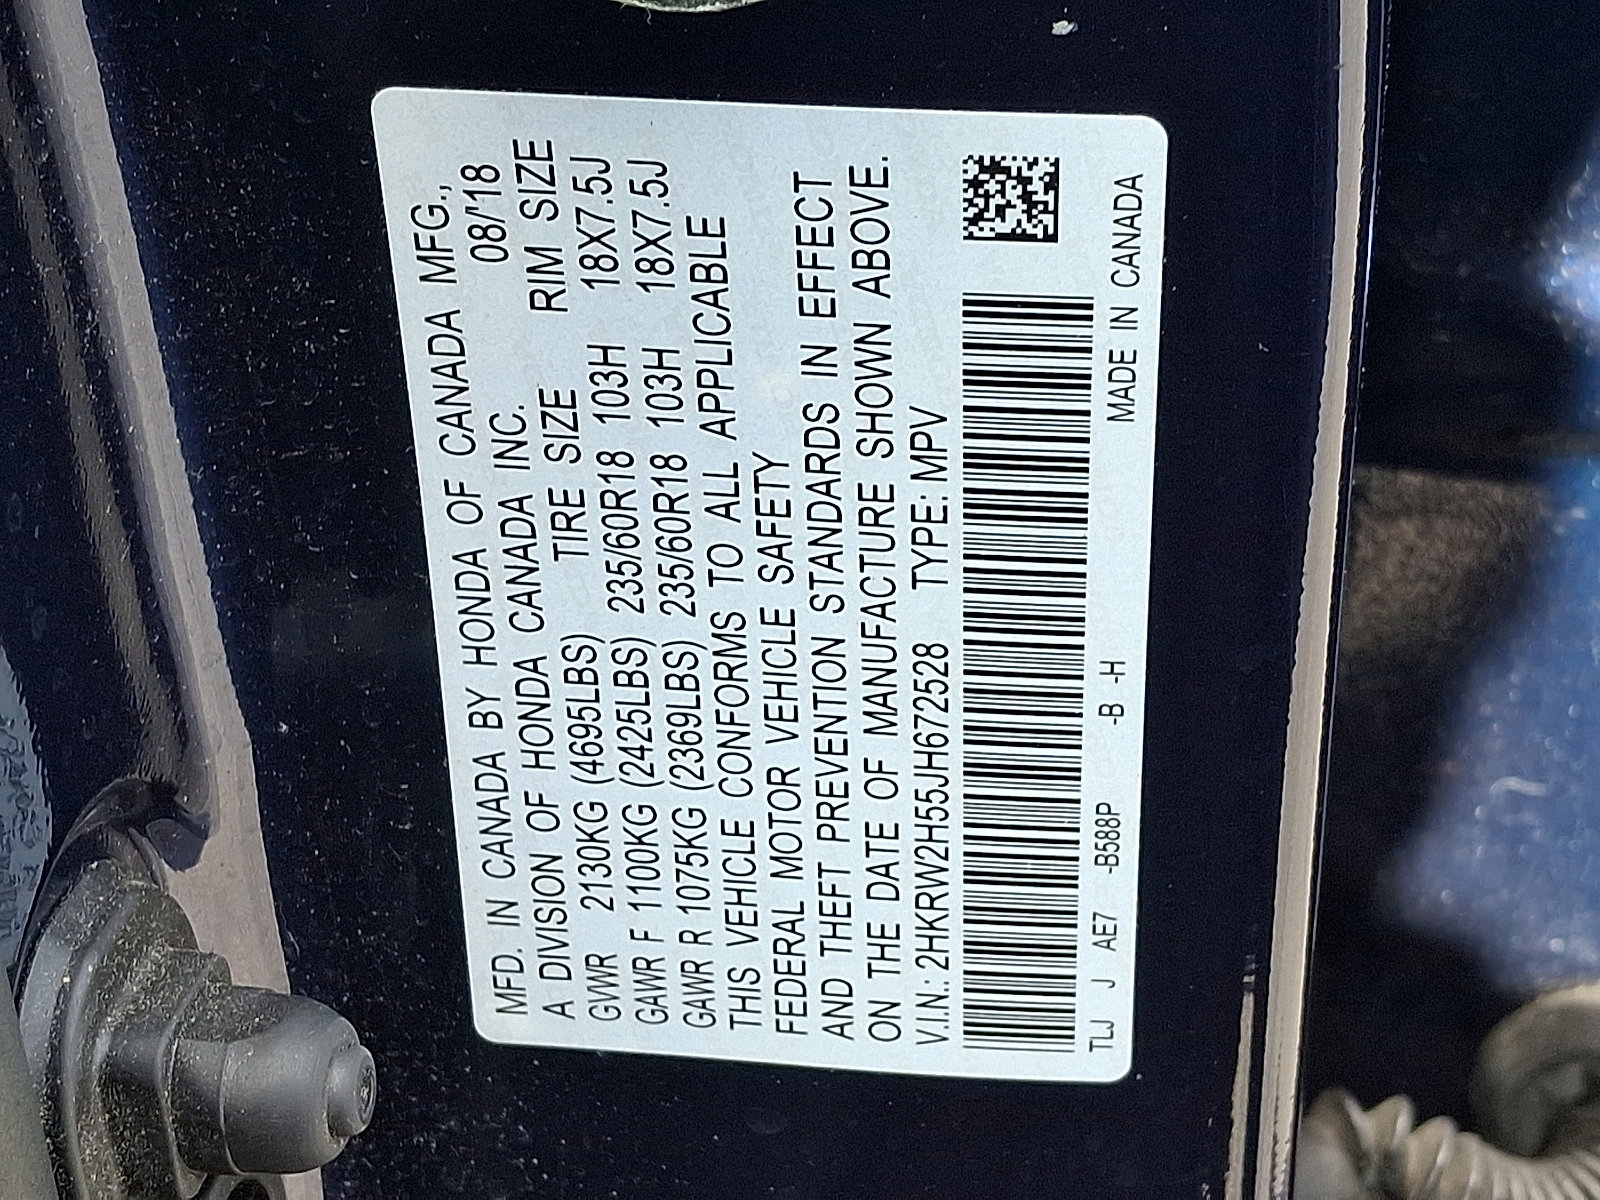 MFD. IN CANADA BY HONDA OF CANADA MFG.,
A DIVISION OF HONDA CANADA INC. 08/'18
GVWR 2130KG (4695LBS) TIRE SIZE RIM SIZE
GAWR F 1100KG (2425LBS) 235/60R18 103H 18X7.5J
GAWR R 1075KG (2369LBS) 235/60R18 103H 18X7.5J
THIS VEHICLE CONFORMS TO ALL APPLICABLE
FEDERAL MOTOR VEHICLE SAFETY
AND THEFT PREVENTION STANDARDS IN EFFECT
ON THE DATE OF MANUFACTURE SHOWN ABOVE.
V.I.N.: 2HKRW2H55JH672528 TYPE: MPV
TLJ J AE7 -B588P -B -H MADE IN CANADA